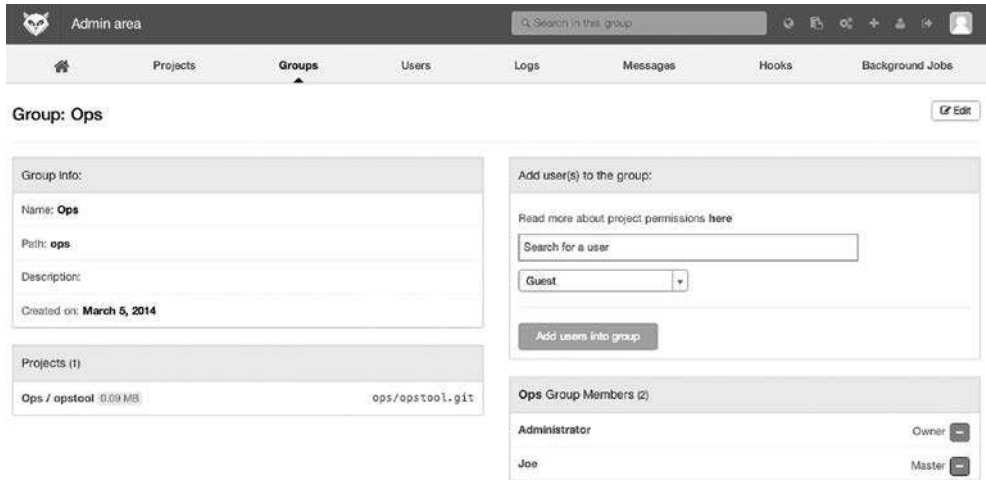 Admin area
Search in this group
Projects Groups Users Logs Messages Hooks Background Jobs
Group: Ops
Edit
Group info:
Name: Ops
Path: ops
Description:
Created on: March 5, 2014
Projects (1)
Ops / opstool 0.09 MB ops/opstool.git
Add user(s) to the group:
Read more about project permissions here
Search for a user
Guest
Add users into group
Ops Group Members (2)
Administrator Owner
Joe Master